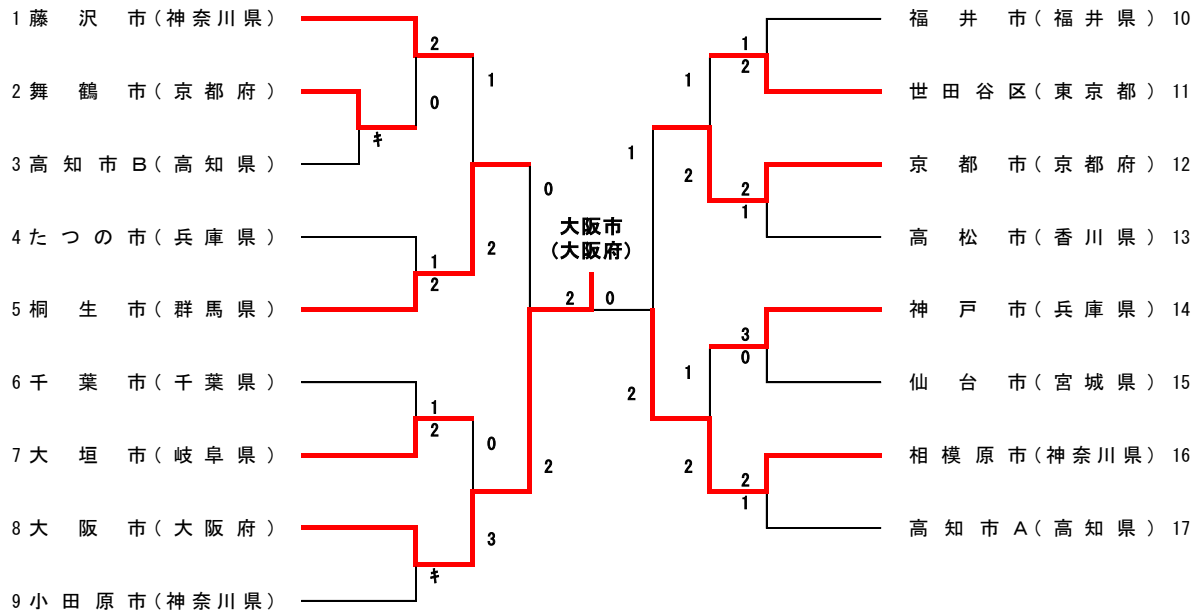 1 藤沢市(神奈川県)
2 舞鶴市(京都府)
3 高知市B(高知県)
4 たつの市(兵庫県)
5 桐生市(群馬県)
6 千葉市(千葉県)
7 大垣市(岐阜県)
8 大阪市(大阪府)
9 小田原市(神奈川県)
2
0
ｷ
1
1
2
2
1
2
0
ｷ
3
0
2
大阪市
(大阪府)
2 0
1
2
1
2
1
2
1
2
2
1
3
0
2
1
福井市(福井県) 10
世田谷区(東京都) 11
京都市(京都府) 12
高松市(香川県) 13
神戸市(兵庫県) 14
仙台市(宮城県) 15
相模原市(神奈川県) 16
高知市A(高知県) 17